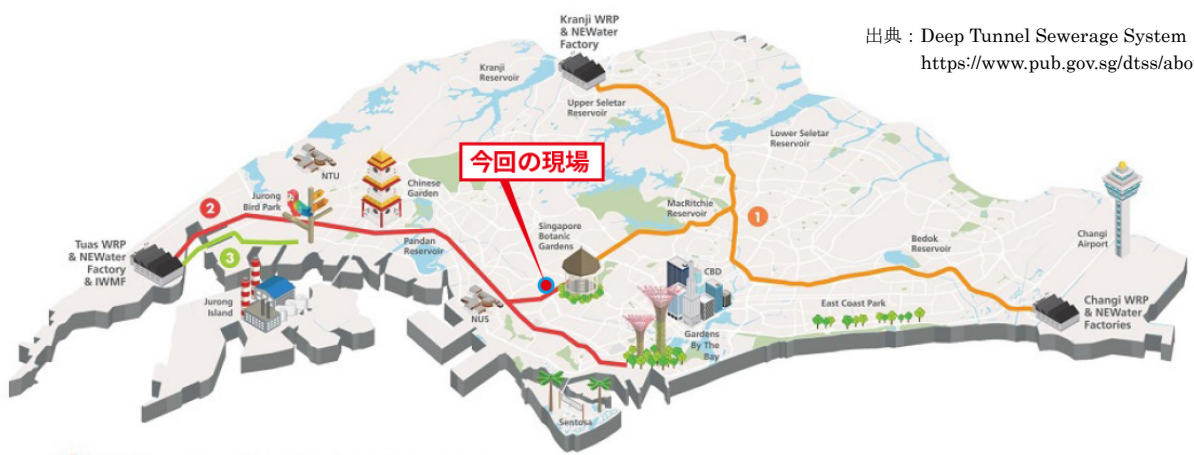 Kranji WRP
& NEWater
Factory
出典：Deep Tunnel Sewerage System
https://www.pub.gov.sg/dtss/abo
Kranji
Reservoir
Upper Seletar
Reservoir
Lower Seletar
Reservoir
今回の現場
NTU
Chinese
Garden
Jurong
Bird Park
MacRitchie
Reservoir
2
1
Singapore
Botanic
Gardens
Changi
Airport
Tuas WRP
& NEWater
Factory
& IWMF
3
Pandan
Reservoir
Bedok
Reservoir
CBD
Jurong
Island
NUS
East Coast Park
Changi WRP
& NEWater
Factories
Gardens
By The
Bay
Sentosa